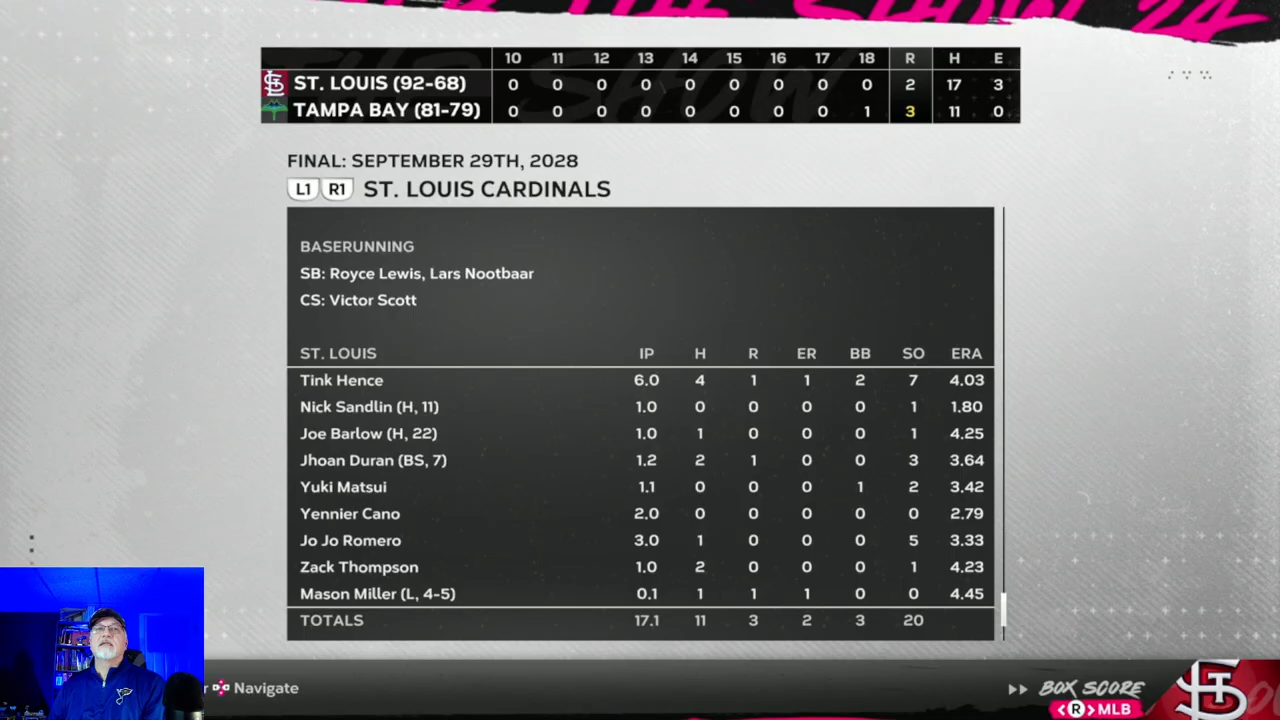 THE SHOW 24
10 11 12 13 14 15 16 17 18 R H E
ST. LOUIS (92-68) 0 0 0 0 0 0 0 0 0 2 17 3
TAMPA BAY (81-79) 0 0 0 0 0 0 0 0 1 3 11 0
FINAL: SEPTEMBER 29TH, 2028
L1 R1 ST. LOUIS CARDINALS
BASERUNNING
SB: Royce Lewis, Lars Nootbaar
CS: Victor Scott
ST. LOUIS IP H R ER BB SO ERA
Tink Hence 6.0 4 1 1 2 7 4.03
Nick Sandlin (H, 11) 1.0 0 0 0 0 1 1.80
Joe Barlow (H, 22) 1.0 1 0 0 0 1 4.25
Jhoan Duran (BS, 7) 1.2 2 1 0 0 3 3.64
Yuki Matsui 1.1 0 0 0 1 2 3.42
Yennier Cano 2.0 0 0 0 0 0 2.79
Jo Jo Romero 3.0 1 0 0 0 5 3.33
Zack Thompson 1.0 2 0 0 0 1 4.23
Mason Miller (L, 4-5) 0.1 1 1 1 0 0 4.45
TOTALS 17.1 11 3 2 3 20
Navigate
BOX SCORE
R MLB